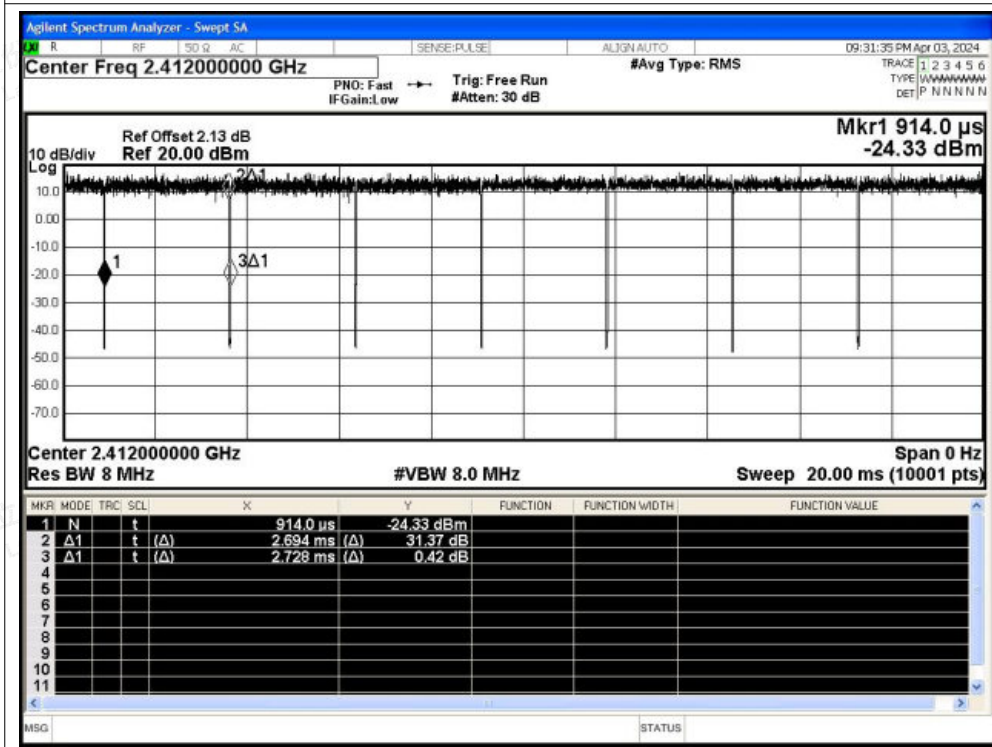 Agilent Spectrum Analyzer - Swept SA
R RF 50 Ω AC SENSE:PULSE ALIGN AUTO 09:31:35 PM Apr 03, 2024
Center Freq 2.412000000 GHz #Avg Type: RMS TRACE 1 2 3 4 5 6
PNO: Fast Trig: Free Run TYPE WWWWWW
IFGain:Low #Atten: 30 dB DET P N N N N N
Mkr1 914.0 µs
Ref Offset 2.13 dB
10 dB/div Ref 20.00 dBm -24.33 dBm
Log
2Δ1
10.0
0.00
-10.0
1 3Δ1
-20.0
-30.0
-40.0
-50.0
-60.0
-70.0
Center 2.412000000 GHz Span 0 Hz
Res BW 8 MHz #VBW 8.0 MHz Sweep 20.00 ms (10001 pts)
MKR MODE TRC SCL X Y FUNCTION FUNCTION WIDTH FUNCTION VALUE
1 N t 914.0 µs -24.33 dBm
2 Δ1 t (Δ) 2.694 ms (Δ) 31.37 dB
3 Δ1 t (Δ) 2.728 ms (Δ) 0.42 dB
4
5
6
7
8
9
10
11
MSG STATUS